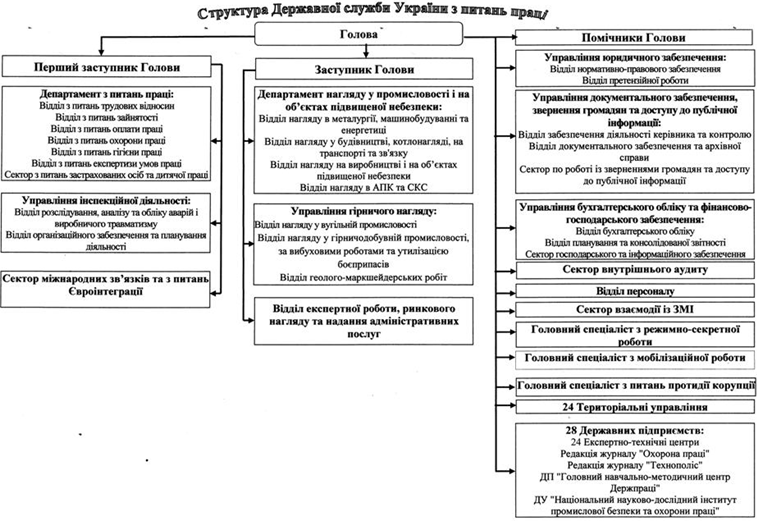 Структура Державної служби України з питань праці
Голова
Перший заступник Голови
Департамент з питань праці:
Відділ з питань трудових відносин
Відділ з питань зайнятості
Відділ з питань оплати праці
Відділ з питань охорони праці
Відділ з питань гігієни праці
Відділ з питань експертизи умов праці
Сектор з питань застрахованих осіб та дитячої праці
Управління інспекційної діяльності:
Відділ розслідування, аналізу та обліку аварій і
виробничого травматизму
Відділ організаційного забезпечення та планування
діяльності
Сектор міжнародних зв’язків та з питань
Євроінтеграції
Заступник Голови
Департамент нагляду у промисловості і на
об’єктах підвищеної небезпеки:
Відділ нагляду в металургії, машинобудуванні та
енергетиці
Відділ нагляду у будівництві, котлонагляді, на
транспорті та зв'язку
Відділ нагляду на виробництві і на об’єктах
підвищеної небезпеки
Відділ нагляду в АПК та СКС
Управління гірничого нагляду:
Відділ нагляду у вугільній промисловості
Відділ нагляду у гірничодобувній промисловості,
за вибуховими роботами та утилізацією
боєприпасів
Відділ геолого-маркшейдерських робіт
Відділ експертної роботи, ринкового
нагляду та надання адміністративних
послуг
Помічники Голови
Управління юридичного забезпечення:
Відділ нормативно-правового забезпечення
Відділ претензійної роботи
Управління документального забезпечення,
звернення громадян та доступу до публічної
інформації:
Відділ забезпечення діяльності керівника та контролю
Відділ документального забезпечення та архівної
справи
Сектор по роботі із зверненнями громадян та доступу
до публічної інформації
Управління бухгалтерського обліку та фінансово-
господарського забезпечення:
Відділ бухгалтерського обліку
Відділ планування та консолідованої звітності
Сектор господарського та інформаційного забезпечення
Сектор внутрішнього аудиту
Відділ персоналу
Сектор взаємодії із ЗМІ
Головний спеціаліст з режимно-секретної
роботи
Головний спеціаліст з мобілізаційної роботи
Головний спеціаліст з питань протидії корупції
24 Територіальні управління
28 Державних підприємств:
24 Експертно-технічні центри
Редакція журналу "Охорона праці"
Редакція журналу "Технополіс"
ДП "Головний навчально-методичний центр
Держпраці"
ДУ "Національний науково-дослідний інститут
промислової безпеки та охорони праці"